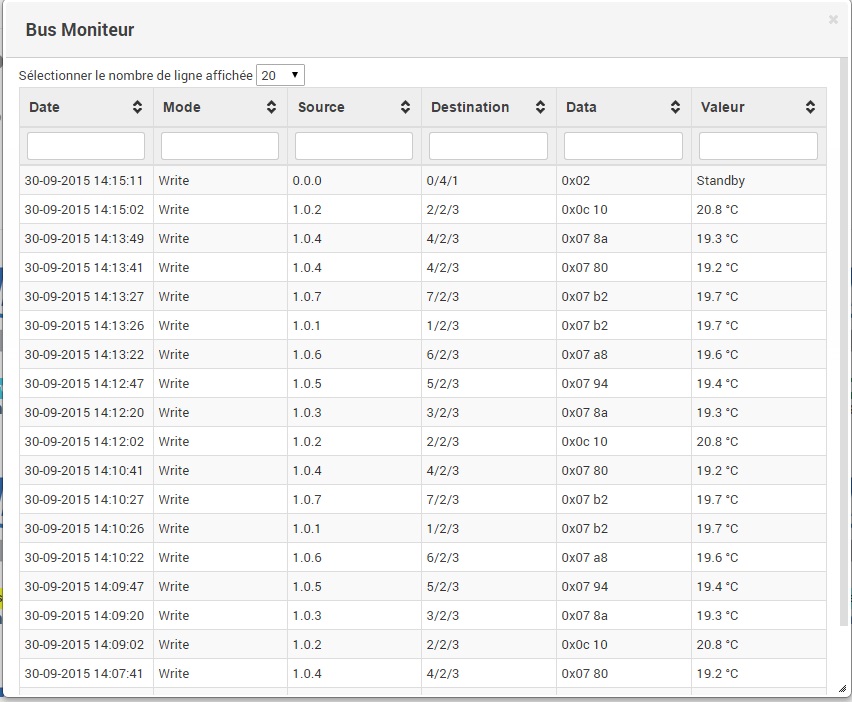 Bus Moniteur
Sélectionner le nombre de ligne affichée 20
Date Mode Source Destination Data Valeur
30-09-2015 14:15:11 Write 0.0.0 0/4/1 0x02 Standby
30-09-2015 14:15:02 Write 1.0.2 2/2/3 0x0c 10 20.8 °C
30-09-2015 14:13:49 Write 1.0.4 4/2/3 0x07 8a 19.3 °C
30-09-2015 14:13:41 Write 1.0.4 4/2/3 0x07 80 19.2 °C
30-09-2015 14:13:27 Write 1.0.7 7/2/3 0x07 b2 19.7 °C
30-09-2015 14:13:26 Write 1.0.1 1/2/3 0x07 b2 19.7 °C
30-09-2015 14:13:22 Write 1.0.6 6/2/3 0x07 a8 19.6 °C
30-09-2015 14:12:47 Write 1.0.5 5/2/3 0x07 94 19.4 °C
30-09-2015 14:12:20 Write 1.0.3 3/2/3 0x07 8a 19.3 °C
30-09-2015 14:12:02 Write 1.0.2 2/2/3 0x0c 10 20.8 °C
30-09-2015 14:10:41 Write 1.0.4 4/2/3 0x07 80 19.2 °C
30-09-2015 14:10:27 Write 1.0.7 7/2/3 0x07 b2 19.7 °C
30-09-2015 14:10:26 Write 1.0.1 1/2/3 0x07 b2 19.7 °C
30-09-2015 14:10:22 Write 1.0.6 6/2/3 0x07 a8 19.6 °C
30-09-2015 14:09:47 Write 1.0.5 5/2/3 0x07 94 19.4 °C
30-09-2015 14:09:20 Write 1.0.3 3/2/3 0x07 8a 19.3 °C
30-09-2015 14:09:02 Write 1.0.2 2/2/3 0x0c 10 20.8 °C
30-09-2015 14:07:41 Write 1.0.4 4/2/3 0x07 80 19.2 °C